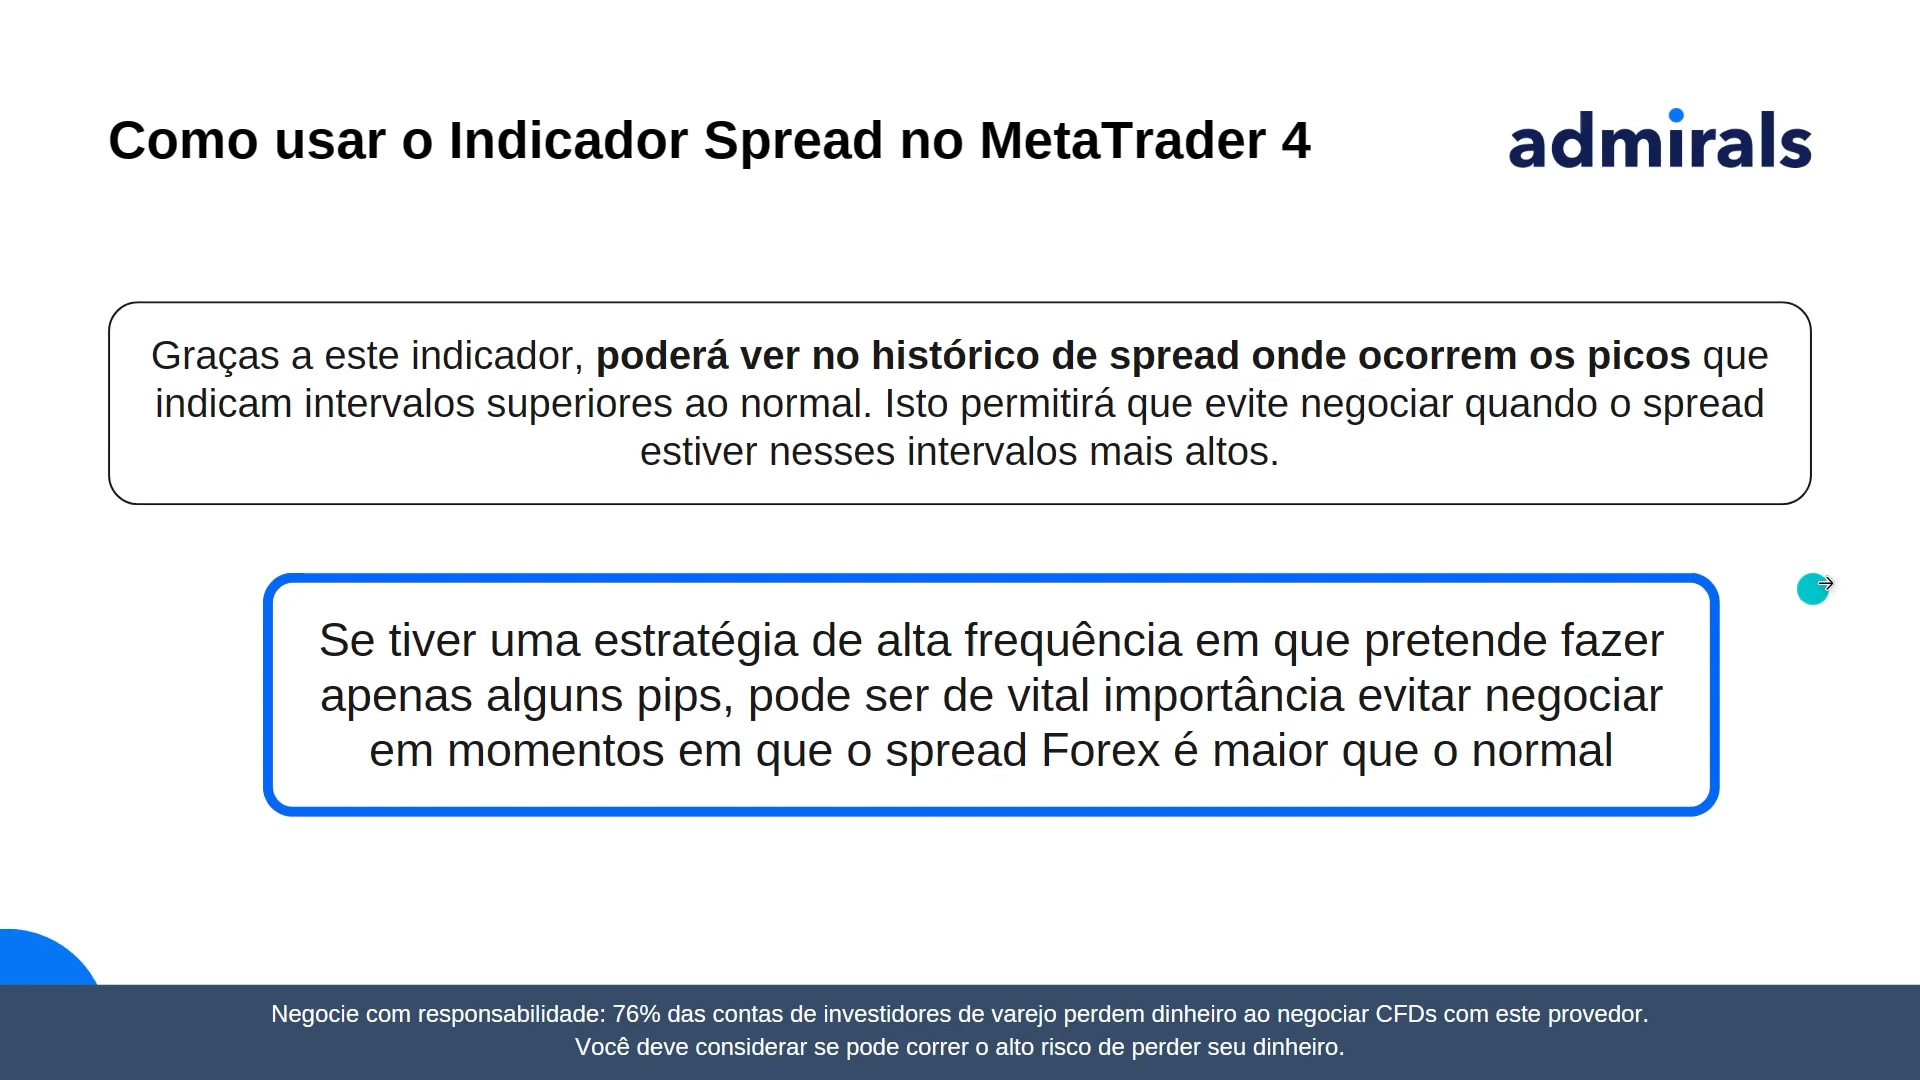 Como usar o Indicador Spread no MetaTrader 4
admirals
Graças a este indicador, poderá ver no histórico de spread onde ocorrem os picos que
indicam intervalos superiores ao normal. Isto permitirá que evite negociar quando o spread
estiver nesses intervalos mais altos.
Se tiver uma estratégia de alta frequência em que pretende fazer
apenas alguns pips, pode ser de vital importância evitar negociar
em momentos em que o spread Forex é maior que o normal
Negocie com responsabilidade: 76% das contas de investidores de varejo perdem dinheiro ao negociar CFDs com este provedor.
Você deve considerar se pode correr o alto risco de perder seu dinheiro.